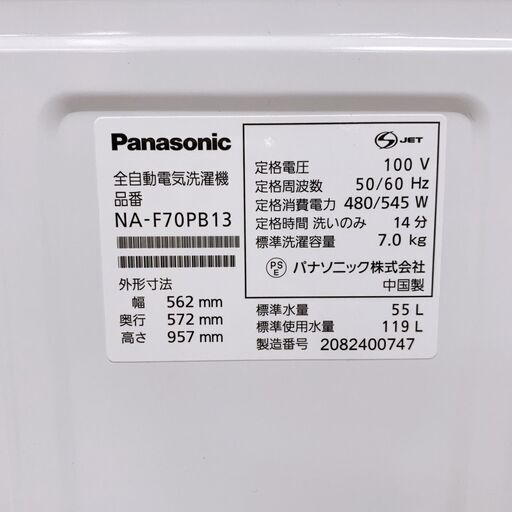 Panasonic
全自動電気洗濯機
品番
NA-F70PB13
外形寸法
幅 562 mm
奥行 572 mm
高さ 957 mm
S JET
定格電圧 100 V
定格周波数 50/60 Hz
定格消費電力 480/545 W
定格時間 洗いのみ 14 分
標準洗濯容量 7.0 kg
PS E パナソニック株式会社
中国製
標準水量 55 L
標準使用水量 119 L
製造番号 2082400747